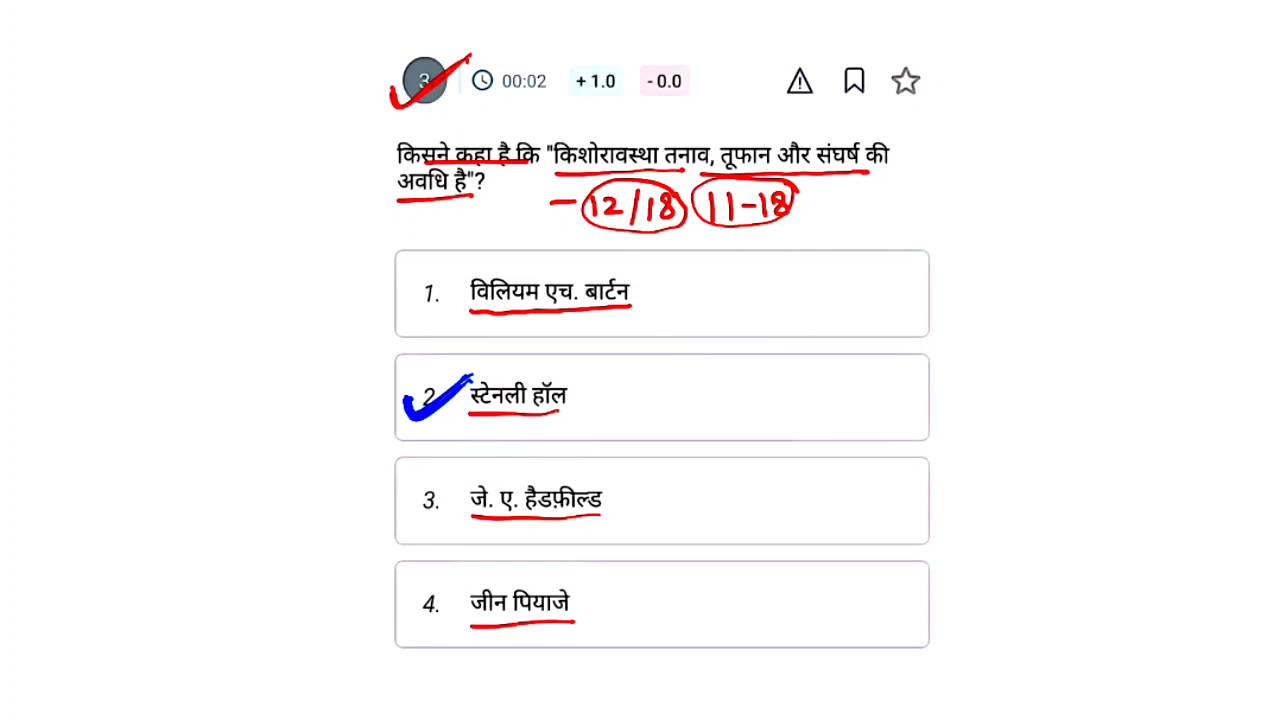 3 00:02 + 1.0 - 0.0
किसने कहा है कि "किशोरावस्था तनाव, तूफान और संघर्ष की
अवधि है"?
- 12/18 11-18
1. विलियम एच. बार्टन
2. स्टेनली हॉल
3. जे. ए. हैडफ़ील्ड
4. जीन पियाजे